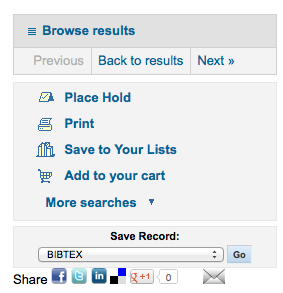 Browse results
Previous Back to results Next »
Place Hold
Print
Save to Your Lists
Add to your cart
More searches
Save Record:
BIBTEX Go
Share f t in g +1 0